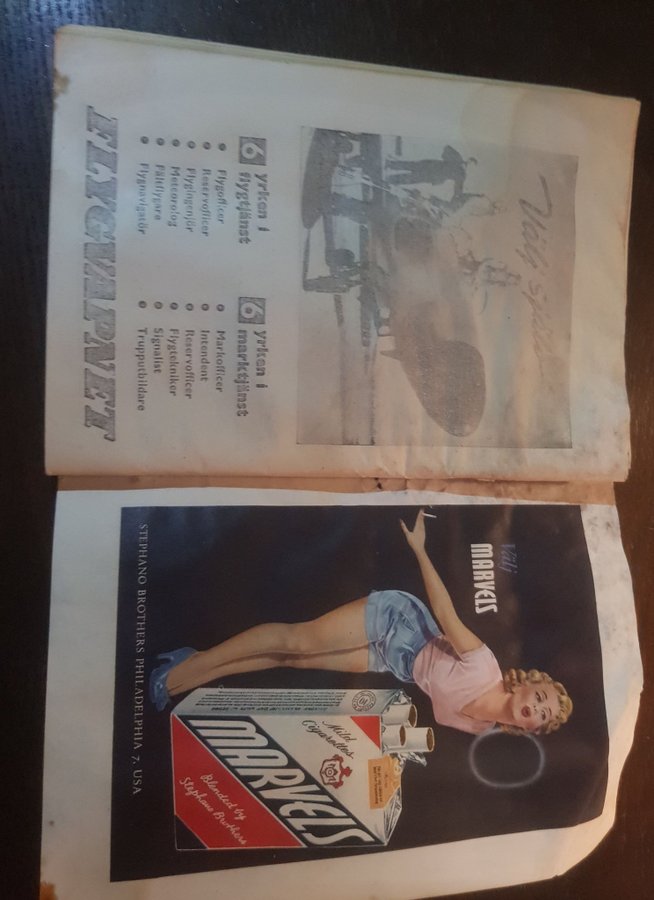 Välj
6 yrken i
flygtjänst
Flygofficer
Reservofficer
Flygingenjör
Meteorolog
Fältflygare
Flygnavigatör
6 yrken i
marktjänst
Markofficer
Intendent
Reservofficer
Flygtekniker
Signalist
Trupputbildare
FLYGVAPNET
Välj
MARVELS
Mild
Cigarettes
MARVELS
Blended by
Stephano Brothers
STEPHANO BROTHERS PHILADELPHIA 7, USA